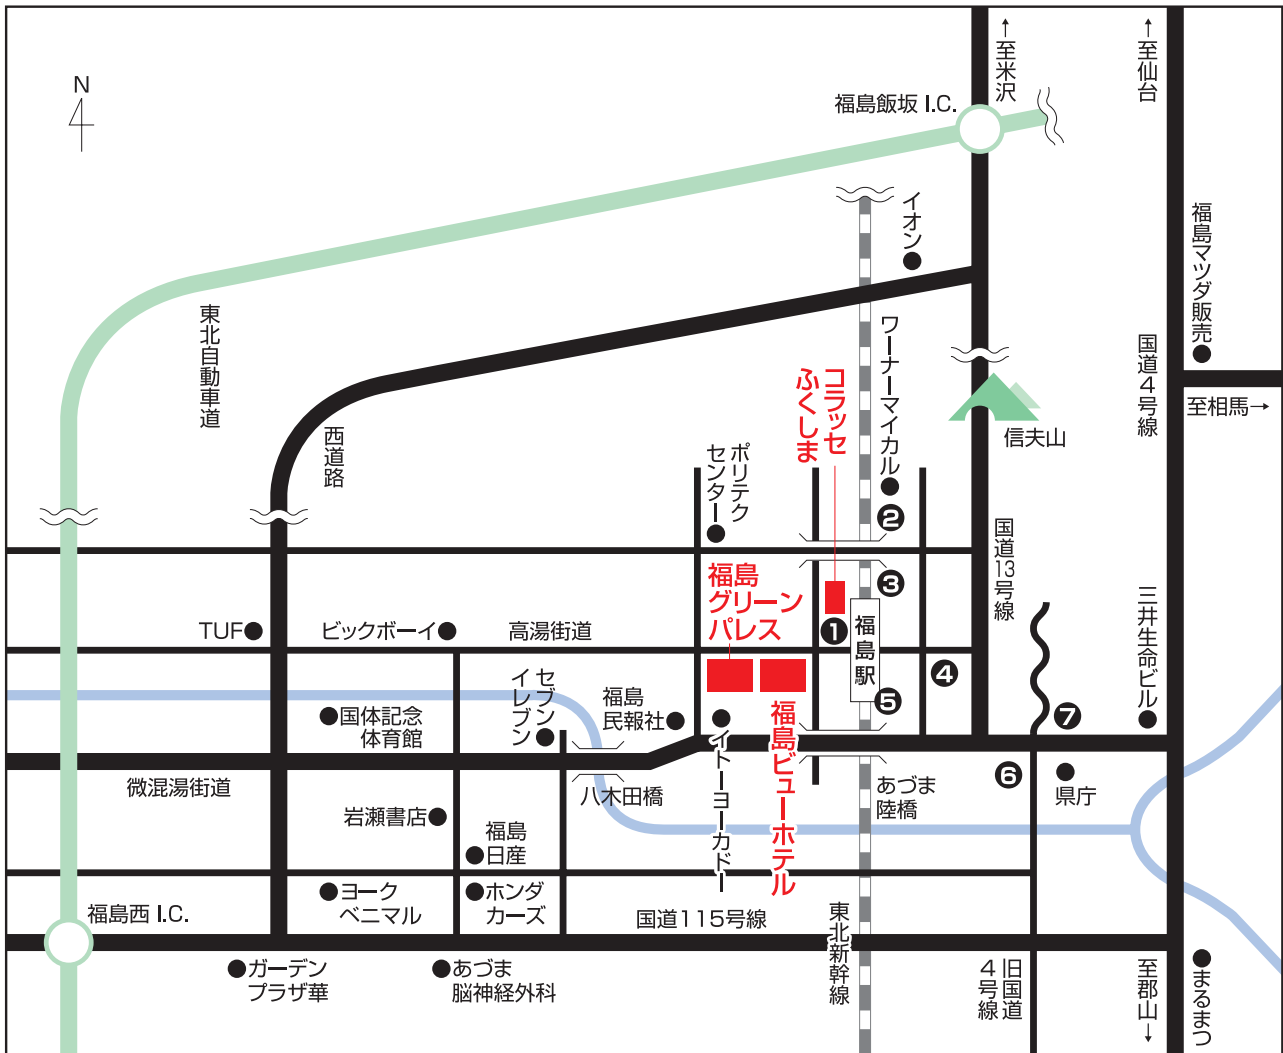 N
↑至米沢
↑至仙台
福島飯坂 I.C.
イオン
福島マツダ販売
東北自動車道
ワーナーマイカル
国道4号線
至相馬→
コラッセ
ふくしま
信夫山
西道路
ポリテク
センター
❷
国道13号線
❸
福島
グリーン
パレス
三井生命ビル
TUF
ビックボーイ
高湯街道
❶
福島駅
❹
セブン
イレブン
福島
民報社
❺
国体記念
体育館
イトーヨーカドー
福島ビューホテル
❼
❻
微混湯街道
八木田橋
あづま
陸橋
県庁
岩瀬書店
福島
日産
ヨーク
ベニマル
ホンダ
カーズ
福島西 I.C.
国道115号線
東北新幹線
ガーデン
プラザ華
あづま
脳神経外科
旧国道
4号線
至郡山↓
まるまつ